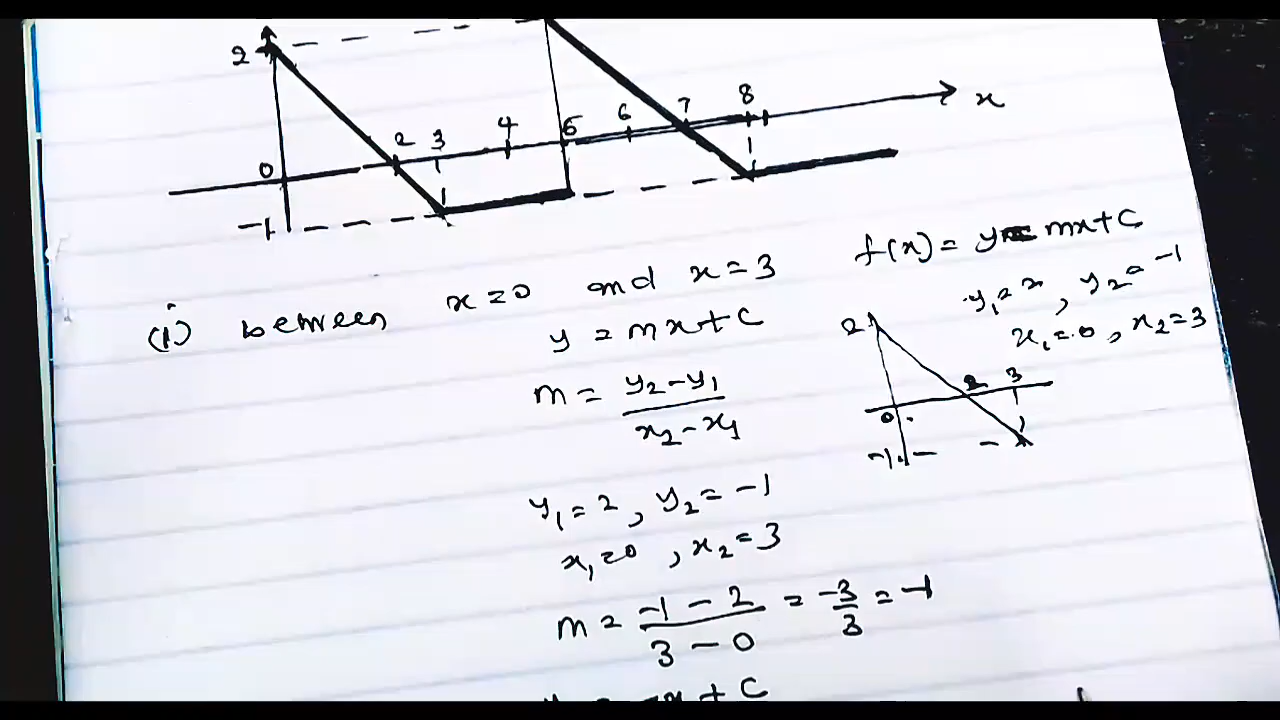 2
0 2 3 4 5 6 7 8 x
-1
(i) between x=0 and x=3 f(x) = y = mx+c
y = mx+c y₁=2, y₂=-1
x₁=0, x₂=3
m = (y₂-y₁)/(x₂-x₁)
2
0 2 3
-1
y₁=2, y₂=-1
x₁=0, x₂=3
m = (-1-2)/(3-0) = -3/3 = -1
-x+c